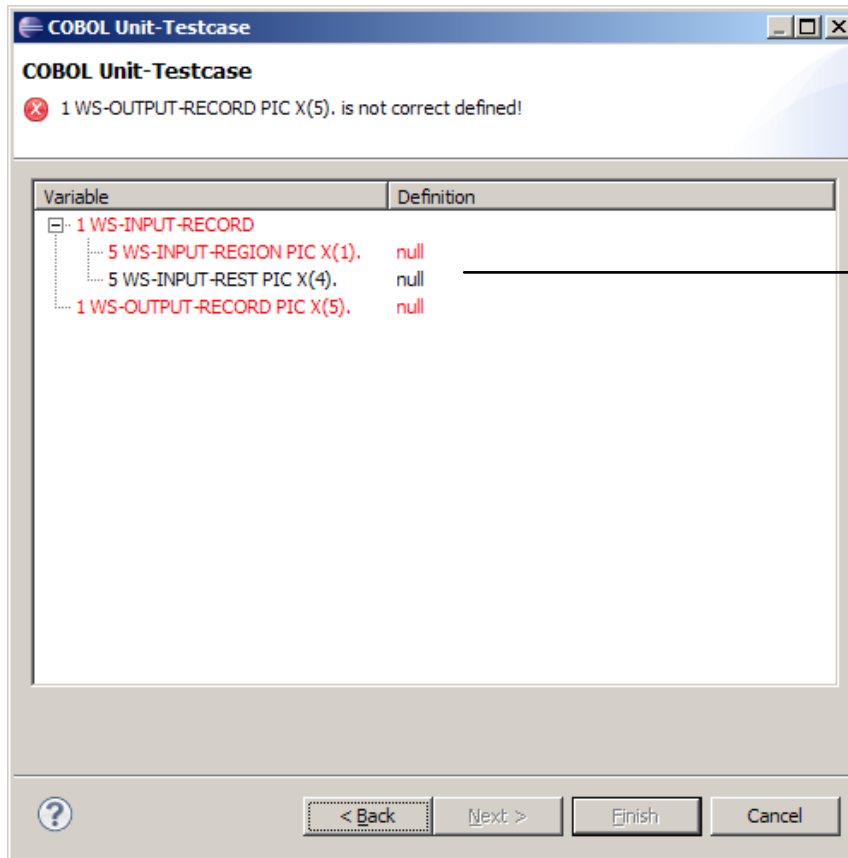 COBOL Unit-Testcase
COBOL Unit-Testcase
1 WS-OUTPUT-RECORD PIC X(5). is not correct defined!
Variable Definition
1 WS-INPUT-RECORD
5 WS-INPUT-REGION PIC X(1). null
5 WS-INPUT-REST PIC X(4). null
1 WS-OUTPUT-RECORD PIC X(5). null
< Back Next > Finish Cancel